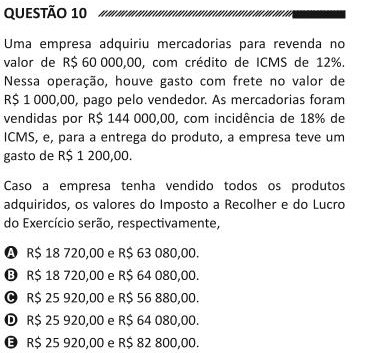 QUESTÃO 10
Uma empresa adquiriu mercadorias para revenda no
valor de R$ 60 000,00, com crédito de ICMS de 12%.
Nessa operação, houve gasto com frete no valor de
R$ 1 000,00, pago pelo vendedor. As mercadorias foram
vendidas por R$ 144 000,00, com incidência de 18% de
ICMS, e, para a entrega do produto, a empresa teve um
gasto de R$ 1 200,00.
Caso a empresa tenha vendido todos os produtos
adquiridos, os valores do Imposto a Recolher e do Lucro
do Exercício serão, respectivamente,
A R$ 18 720,00 e R$ 63 080,00.
B R$ 18 720,00 e R$ 64 080,00.
C R$ 25 920,00 e R$ 56 880,00.
D R$ 25 920,00 e R$ 64 080,00.
E R$ 25 920,00 e R$ 82 800,00.